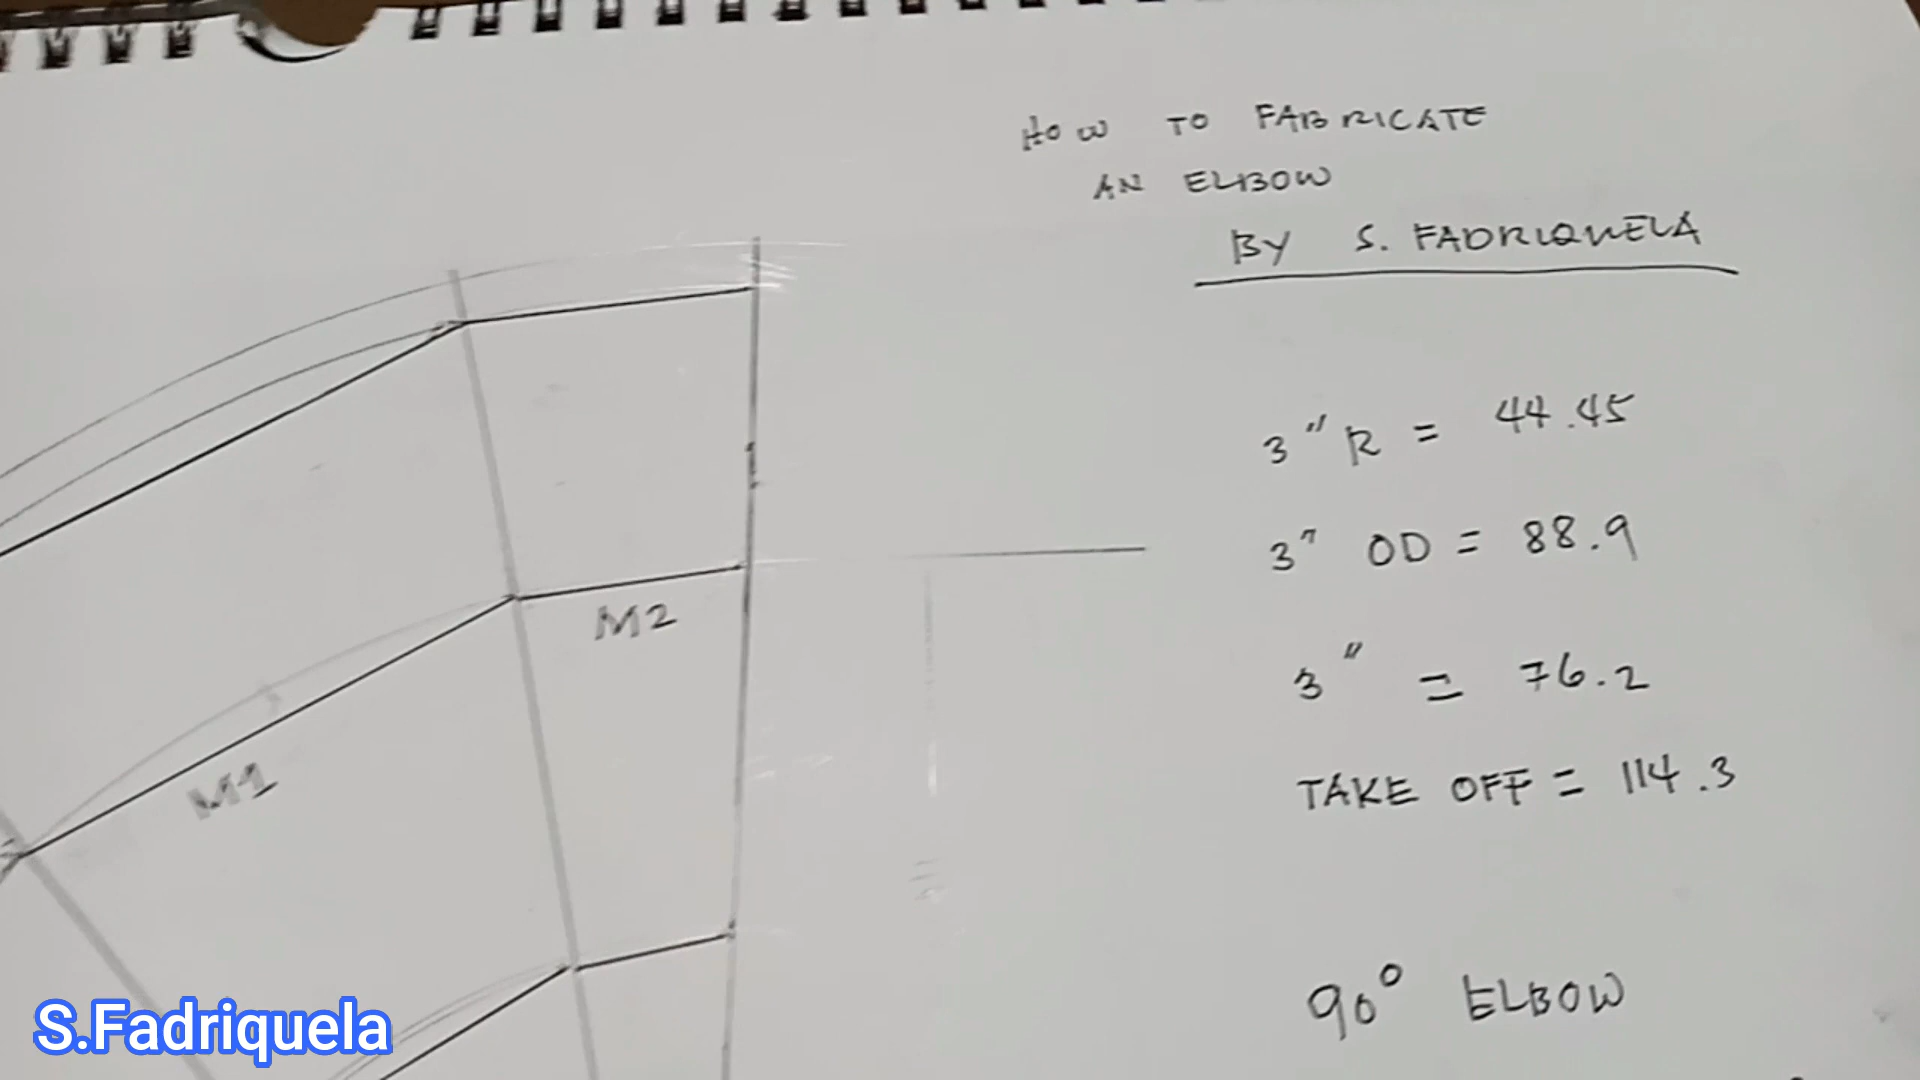 HOW TO FABRICATE
AN ELBOW
BY S. FADRIQUELA
3" R = 44.45
3" OD = 88.9
3" = 76.2
TAKE OFF = 114.3
90° ELBOW
M2
M1
S.Fadriquela